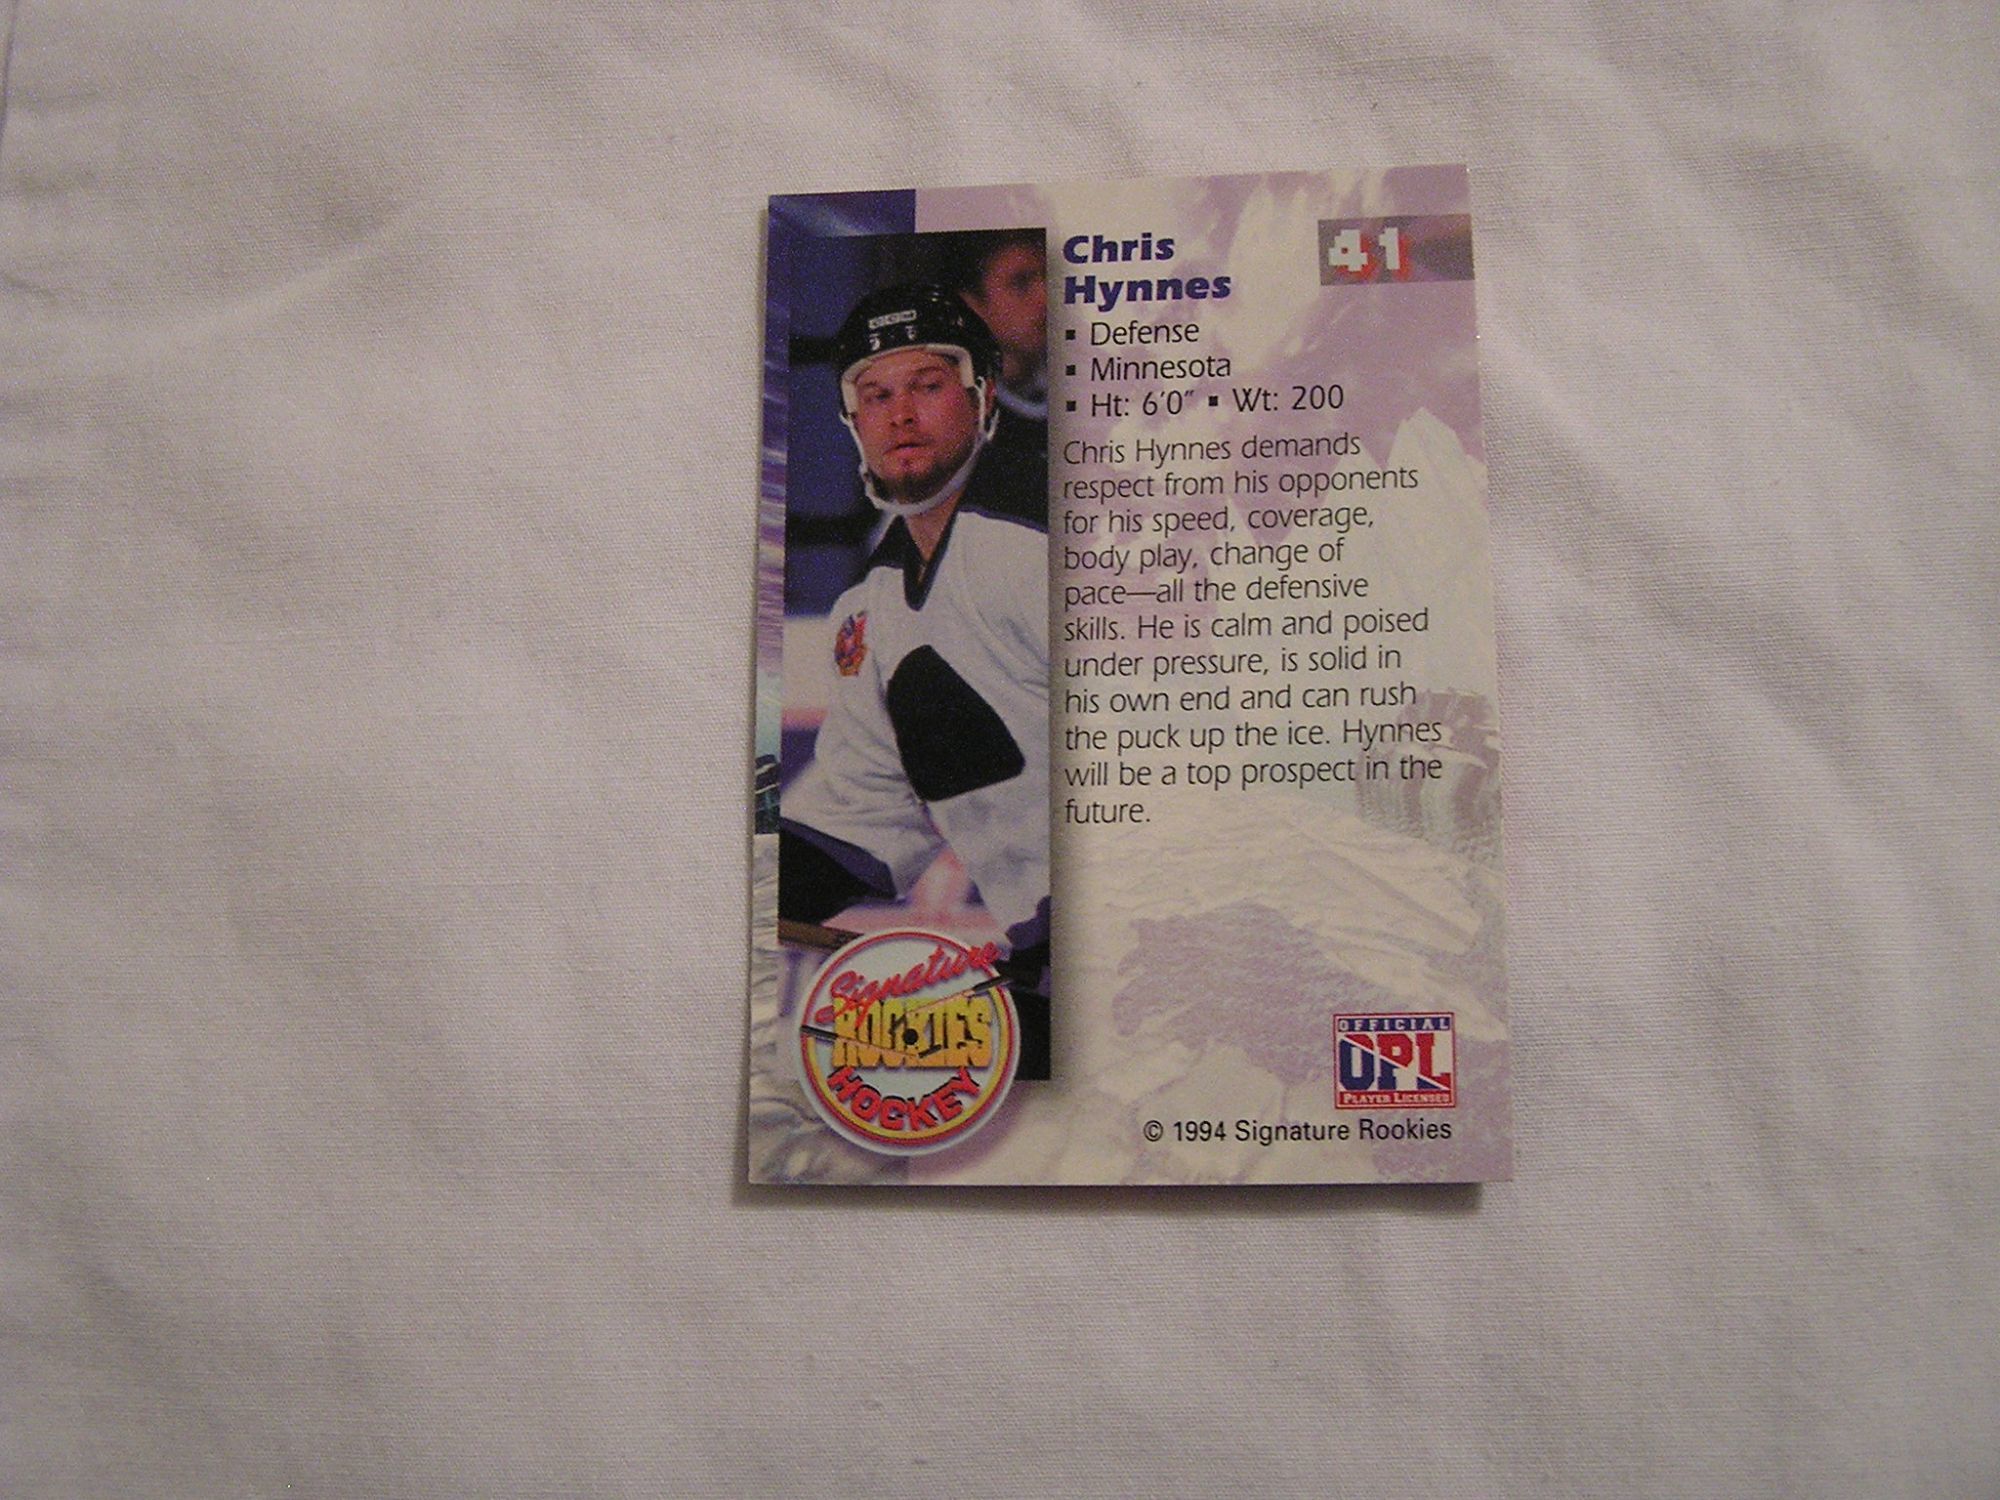 Chris
Hynnes
41
▪ Defense
▪ Minnesota
▪ Ht: 6'0" ▪ Wt: 200
Chris Hynnes demands
respect from his opponents
for his speed, coverage,
body play, change of
pace—all the defensive
skills. He is calm and poised
under pressure, is solid in
his own end and can rush
the puck up the ice. Hynnes
will be a top prospect in the
future.
CCM
Signature
ROOKIES
HOCKEY
OFFICIAL
OPL
PLAYER LICENSED
© 1994 Signature Rookies